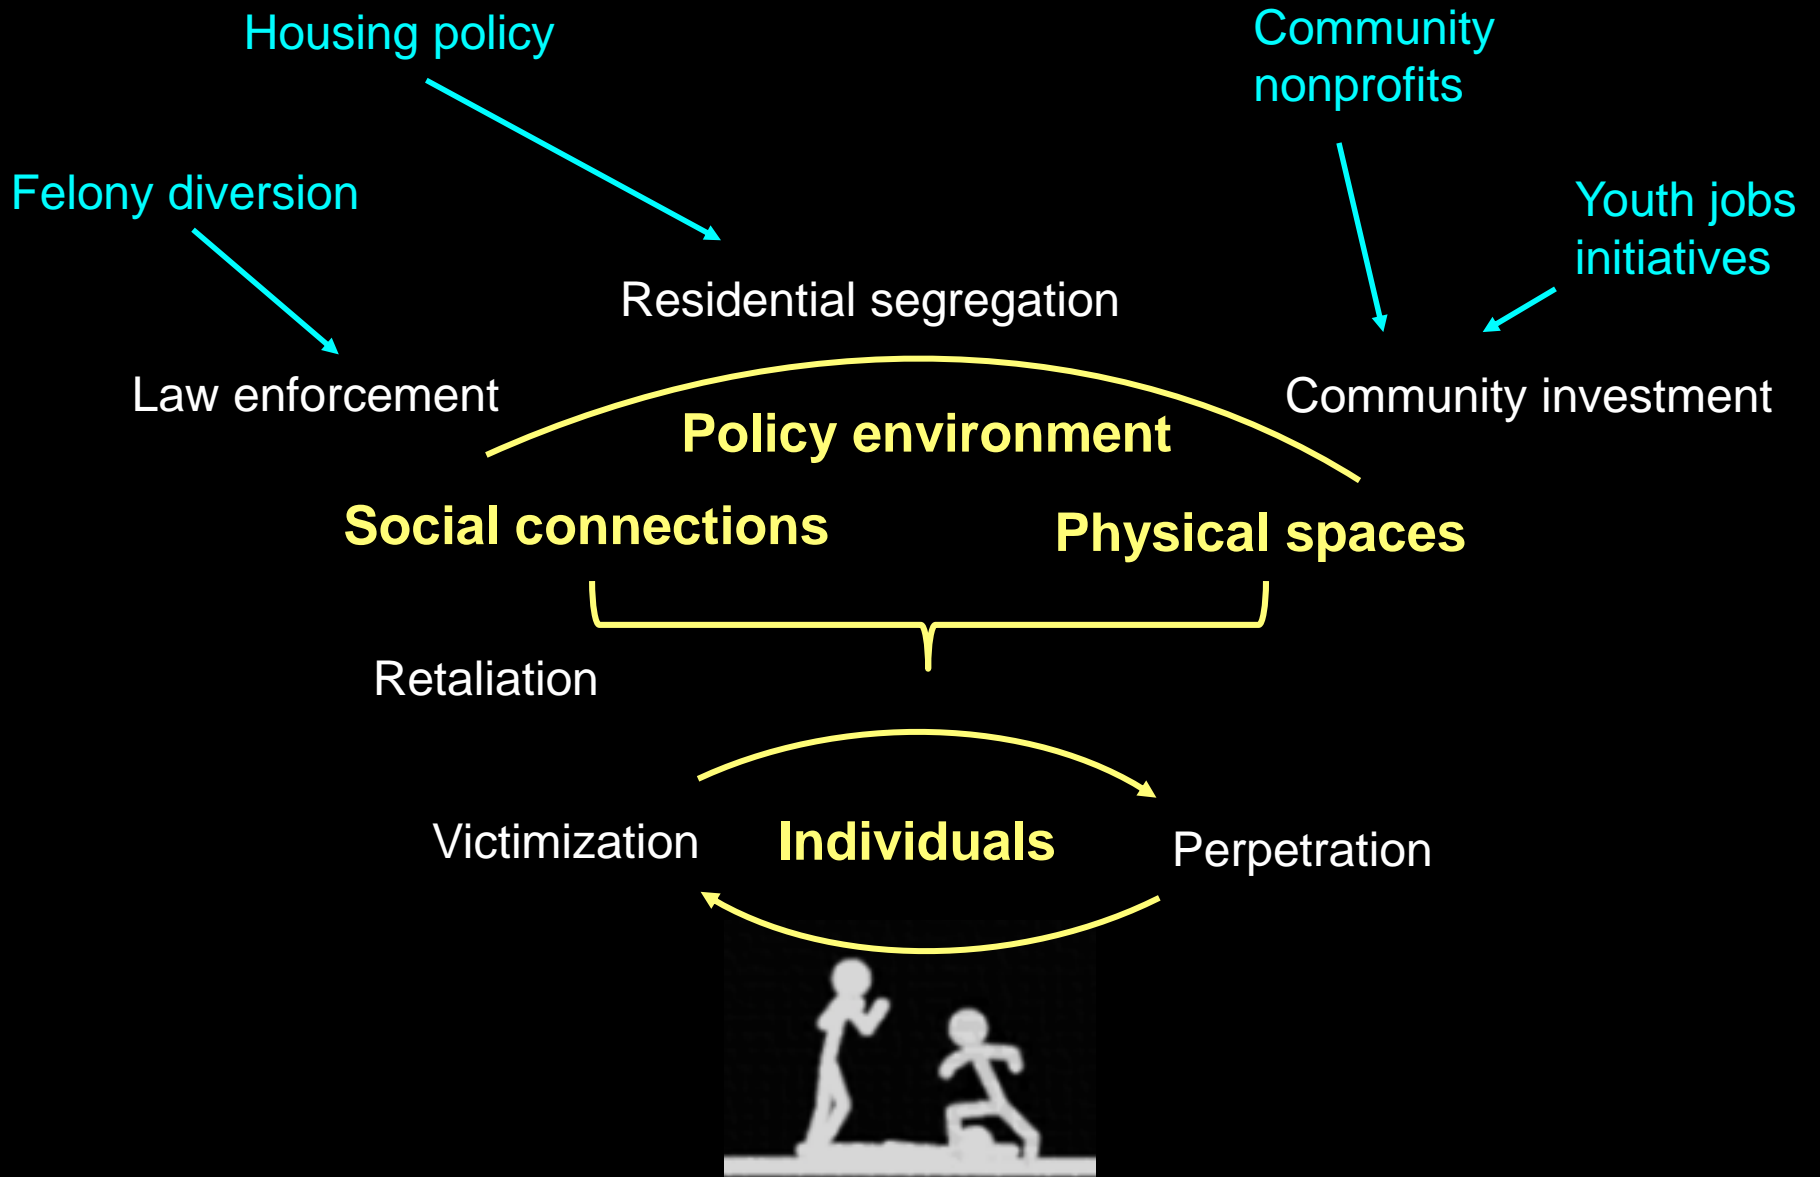 Housing policy
Community
nonprofits
Felony diversion
Youth jobs
initiatives
Residential segregation
Law enforcement
Community investment
Policy environment
Social connections
Physical spaces
Retaliation
Victimization
Individuals
Perpetration